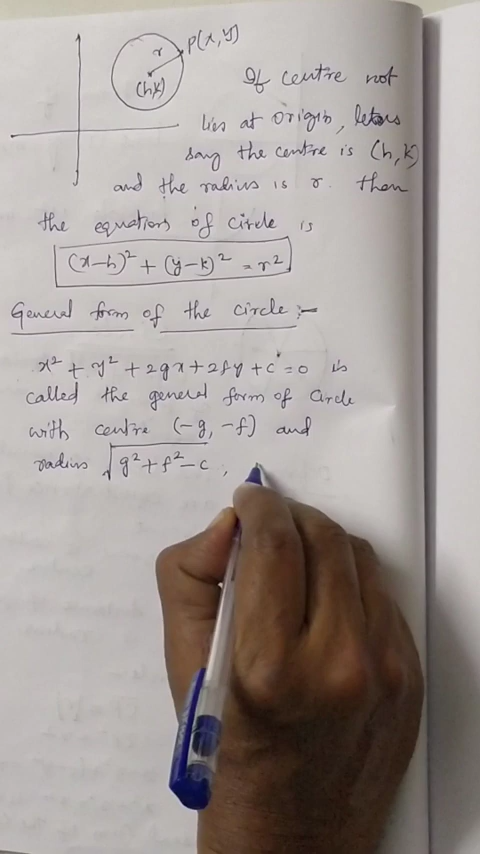 r P(x, y)
(h,k)
If centre not
lies at origin, lets
say the centre is (h, k)
and the radius is r. then
the equations of circle is
(x-h)² + (y-k)² = r²
General form of the circle :-
x² + y² + 2gx + 2fy + c = 0 is
called the general form of circle
with centre (-g, -f) and
radius √g² + f² - c ,